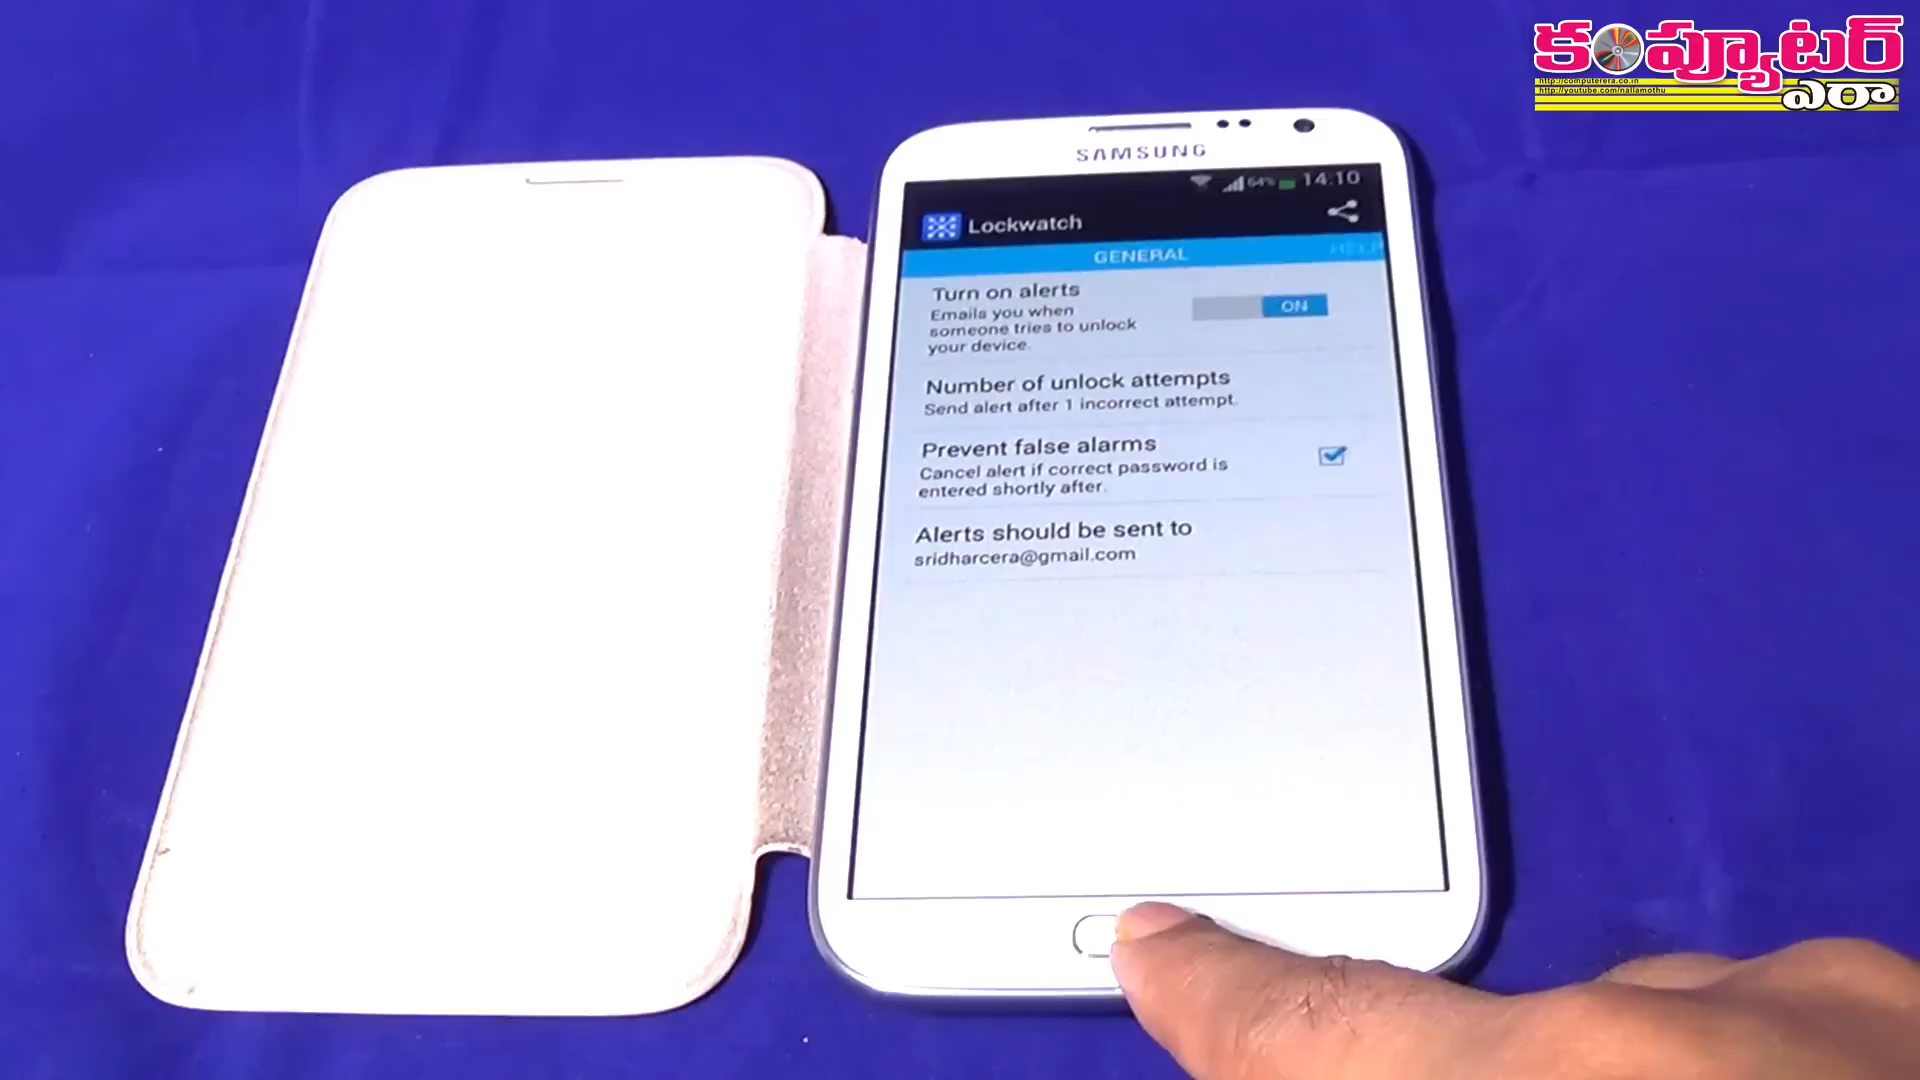 కంప్యూటర్
http://computerera.co.in
http://youtube.com/nallamothu
ఎరా
SAMSUNG
64% 14:10
Lockwatch
GENERAL HELP
Turn on alerts
Emails you when
someone tries to unlock
your device.
ON
Number of unlock attempts
Send alert after 1 incorrect attempt.
Prevent false alarms
Cancel alert if correct password is
entered shortly after.
Alerts should be sent to
sridharcera@gmail.com